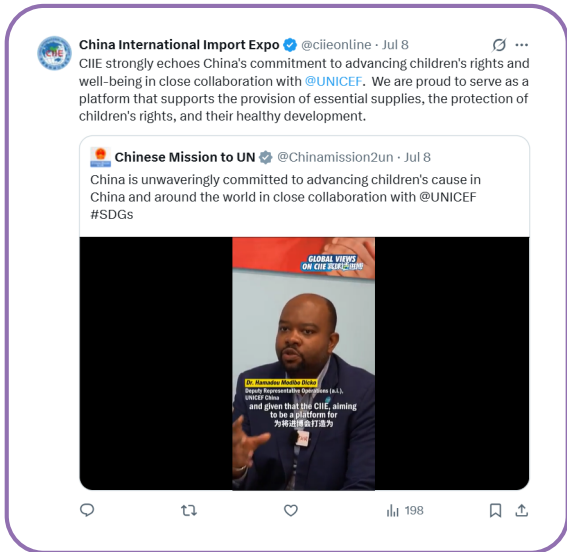 China International Import Expo @ciieonline · Jul 8
CIIE strongly echoes China's commitment to advancing children's rights and
well-being in close collaboration with @UNICEF. We are proud to serve as a
platform that supports the provision of essential supplies, the protection of
children's rights, and their healthy development.
Chinese Mission to UN @Chinamission2un · Jul 8
China is unwaveringly committed to advancing children's cause in
China and around the world in close collaboration with @UNICEF
#SDGs
GLOBAL VIEWS
ON CIIE
Dr. Hamadou Modibo Dicko
Deputy Representative Operations (a.i.),
UNICEF China
and given that the CIIE, aiming
to be a platform for
为将进博会打造为
198